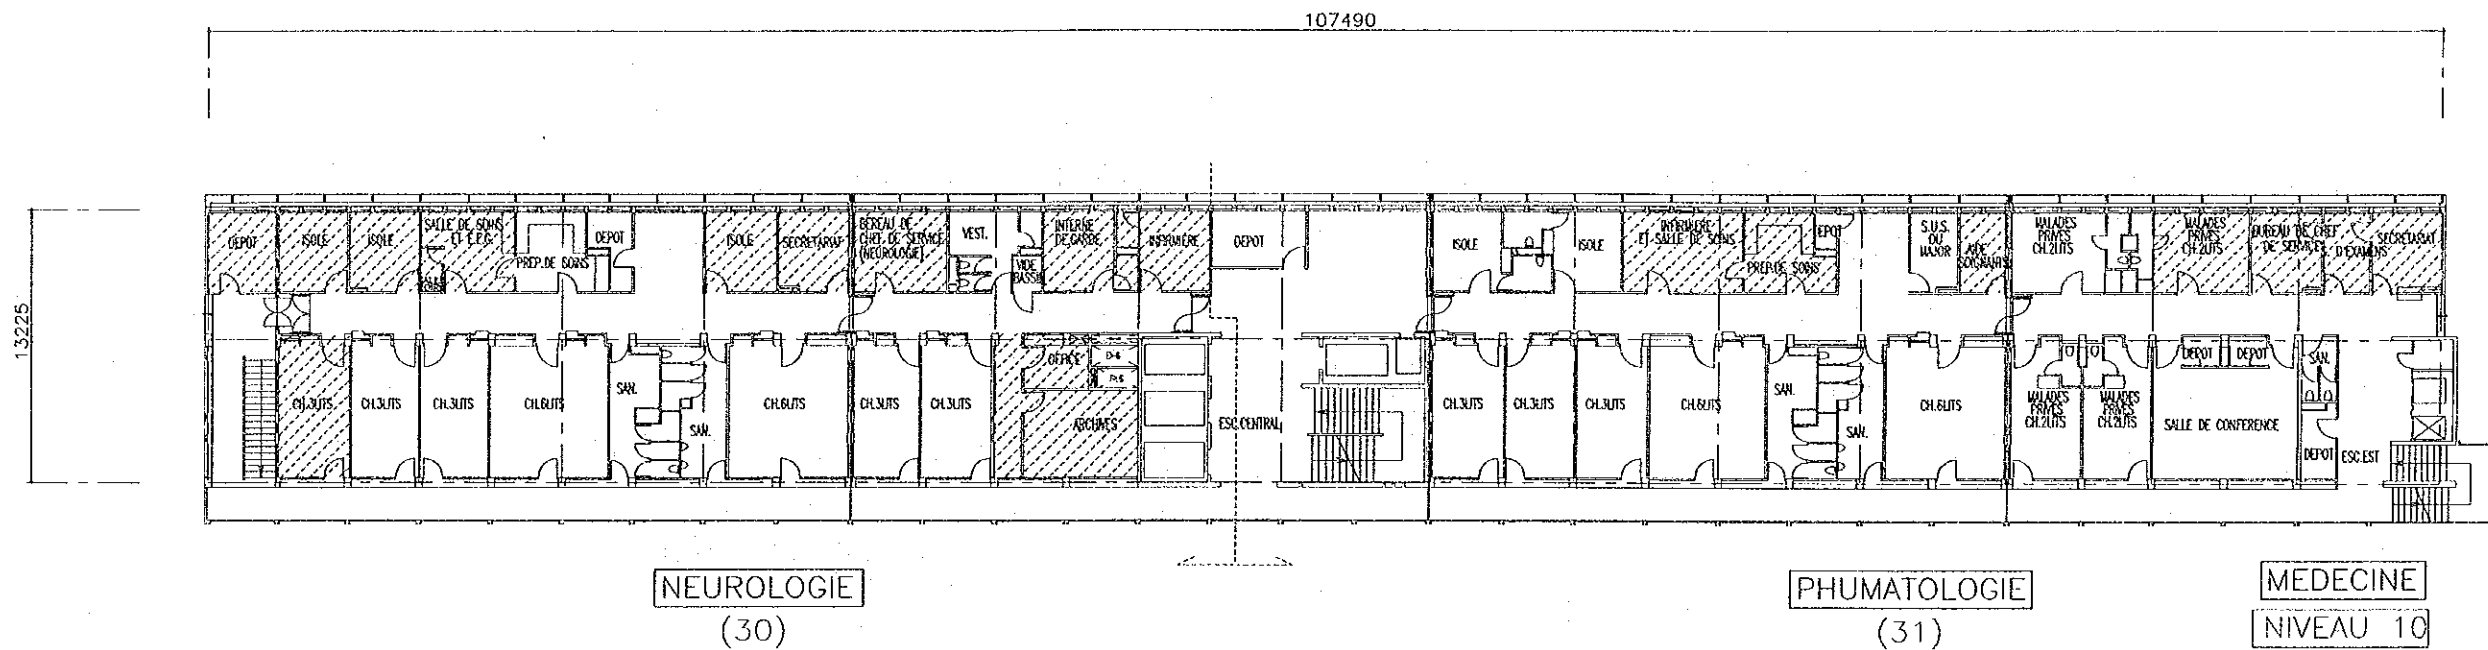 107490
13225
DEPOT
ISOLE
ISOLE
SALLE DE SOINS
ET E.E.G.
PREP.DE SOINS
DEPOT
ISOLE
SECRETARIAT
BEREAU DE
CHEF DE SERVICE
(NEUROLOGIE)
VEST.
VIDE
BASSIN
INTERNE
DE GARDE
INFIRMIERE
DEPOT
ISOLE
ISOLE
INFIRMIERE
ET SALLE DE SOINS
PREP.DE SOINS
EPOT
S.U.S.
DU
MAJOR
AIDE
SOIGNANTS
MALADES
PRIVES
CH.2LITS
MALADES
PRIVES
CH.2LITS
BUREAU DE CHEF
DE SERVICE
S. D'EXAMENS
SECRETARIAT
CH.3LITS
CH.3LITS
CH.3LITS
CH.6LITS
SAN.
SAN.
CH.6LITS
CH.3LITS
CH.3LITS
OFFICE
ARCHIVES
ESC.CENTRAL
CH.3LITS
CH.3LITS
CH.3LITS
CH.6LITS
SAN.
SAN.
CH.6LITS
MALADES
PRIVES
CH.2LITS
MALADES
PRIVES
CH.2LITS
DEPOT
DEPOT
SALLE DE CONFERENCE
SAN.
DEPOT
ESC.EST
NEUROLOGIE
(30)
PHUMATOLOGIE
(31)
MEDECINE
NIVEAU 10